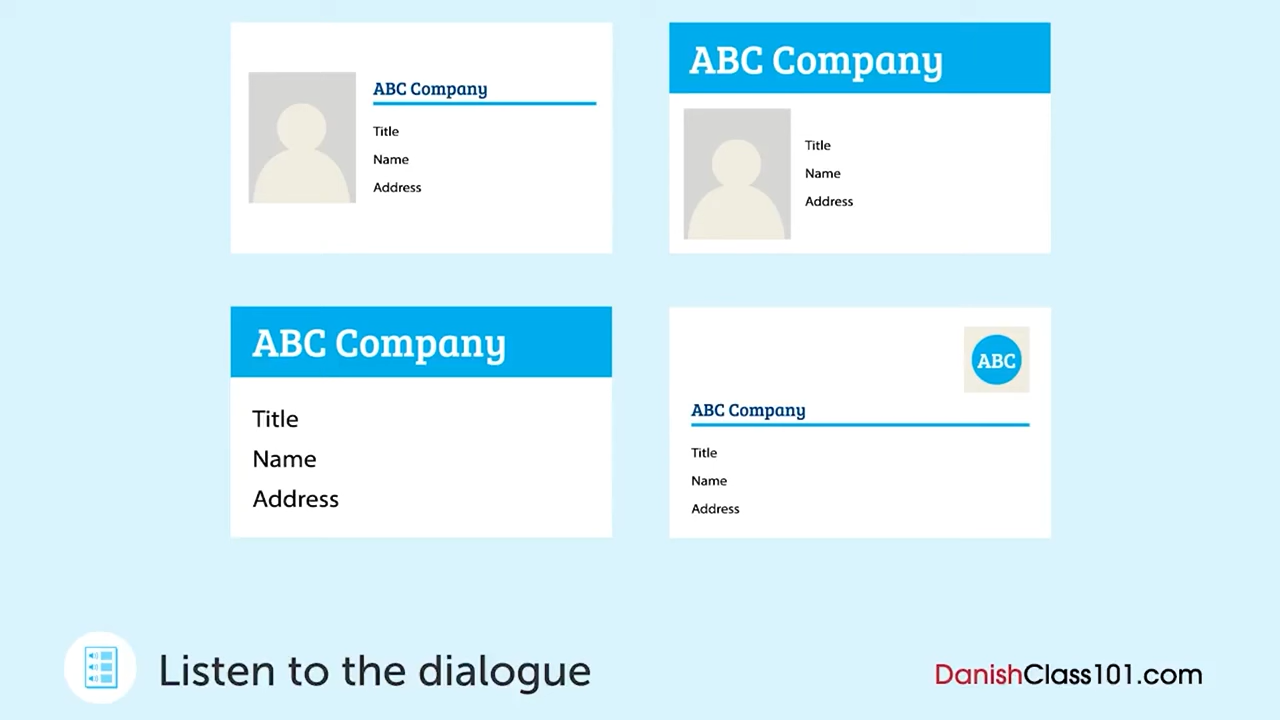 ABC Company
Title
Name
Address
ABC Company
Title
Name
Address
ABC Company
Title
Name
Address
ABC
ABC Company
Title
Name
Address
Listen to the dialogue
DanishClass101.com